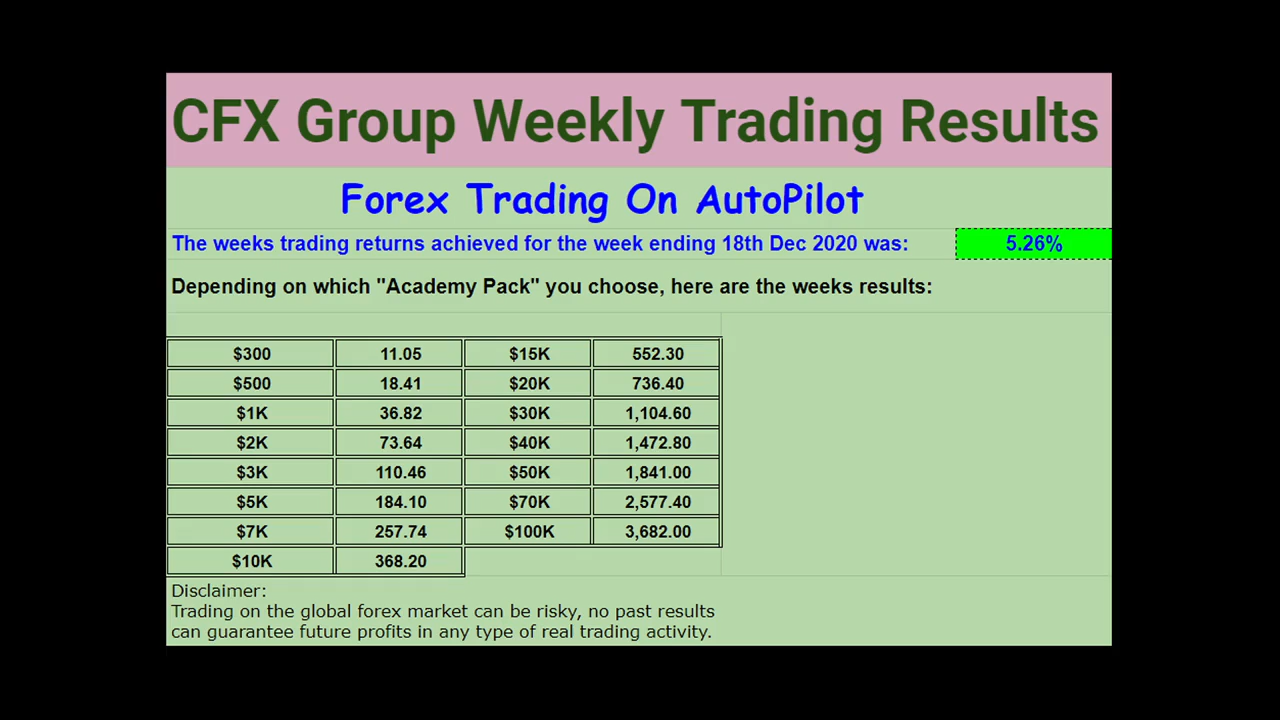 CFX Group Weekly Trading Results
Forex Trading On AutoPilot
The weeks trading returns achieved for the week ending 18th Dec 2020 was: 5.26%
Depending on which "Academy Pack" you choose, here are the weeks results:
$300 11.05 $15K 552.30
$500 18.41 $20K 736.40
$1K 36.82 $30K 1,104.60
$2K 73.64 $40K 1,472.80
$3K 110.46 $50K 1,841.00
$5K 184.10 $70K 2,577.40
$7K 257.74 $100K 3,682.00
$10K 368.20
Disclaimer:
Trading on the global forex market can be risky, no past results
can guarantee future profits in any type of real trading activity.